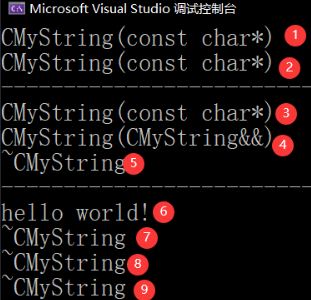 Microsoft Visual Studio 调试控制台
CMyString(const char*) 1
CMyString(const char*) 2
--------------------------------
CMyString(const char*) 3
CMyString(CMyString&&) 4
~CMyString 5
--------------------------------
hello world! 6
~CMyString 7
~CMyString 8
~CMyString 9